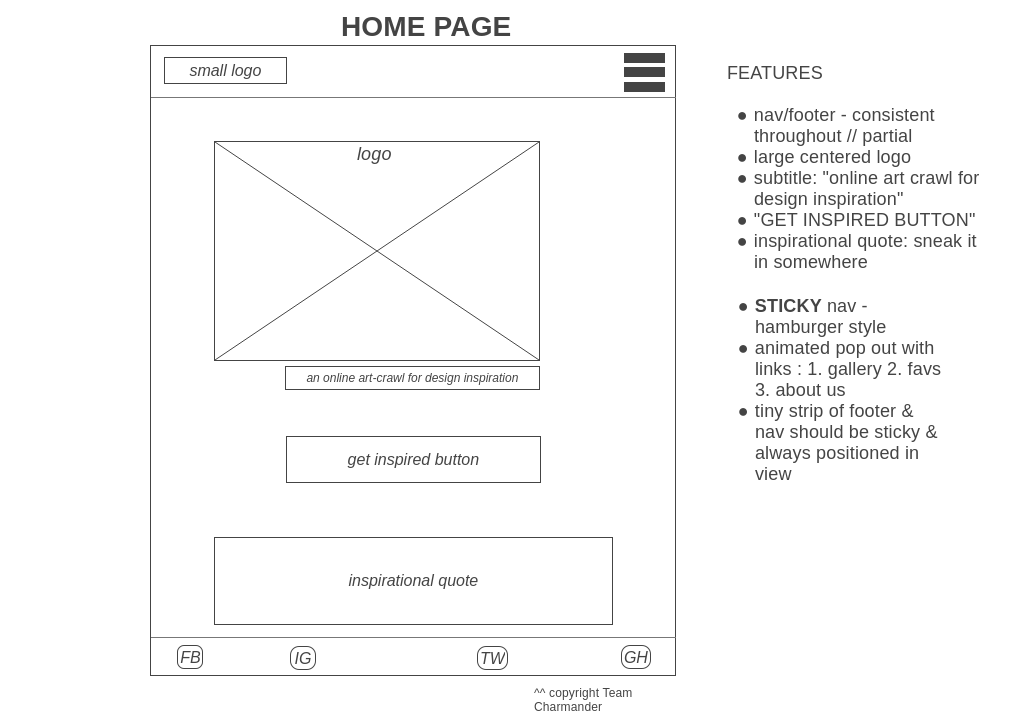 HOME PAGE
small logo
logo
an online art-crawl for design inspiration
get inspired button
inspirational quote
FB
IG
TW
GH
^^ copyright Team
Charmander
FEATURES
● nav/footer - consistent
throughout // partial
● large centered logo
● subtitle: "online art crawl for
design inspiration"
● "GET INSPIRED BUTTON"
● inspirational quote: sneak it
in somewhere
● STICKY nav -
hamburger style
● animated pop out with
links : 1. gallery 2. favs
3. about us
● tiny strip of footer &
nav should be sticky &
always positioned in
view